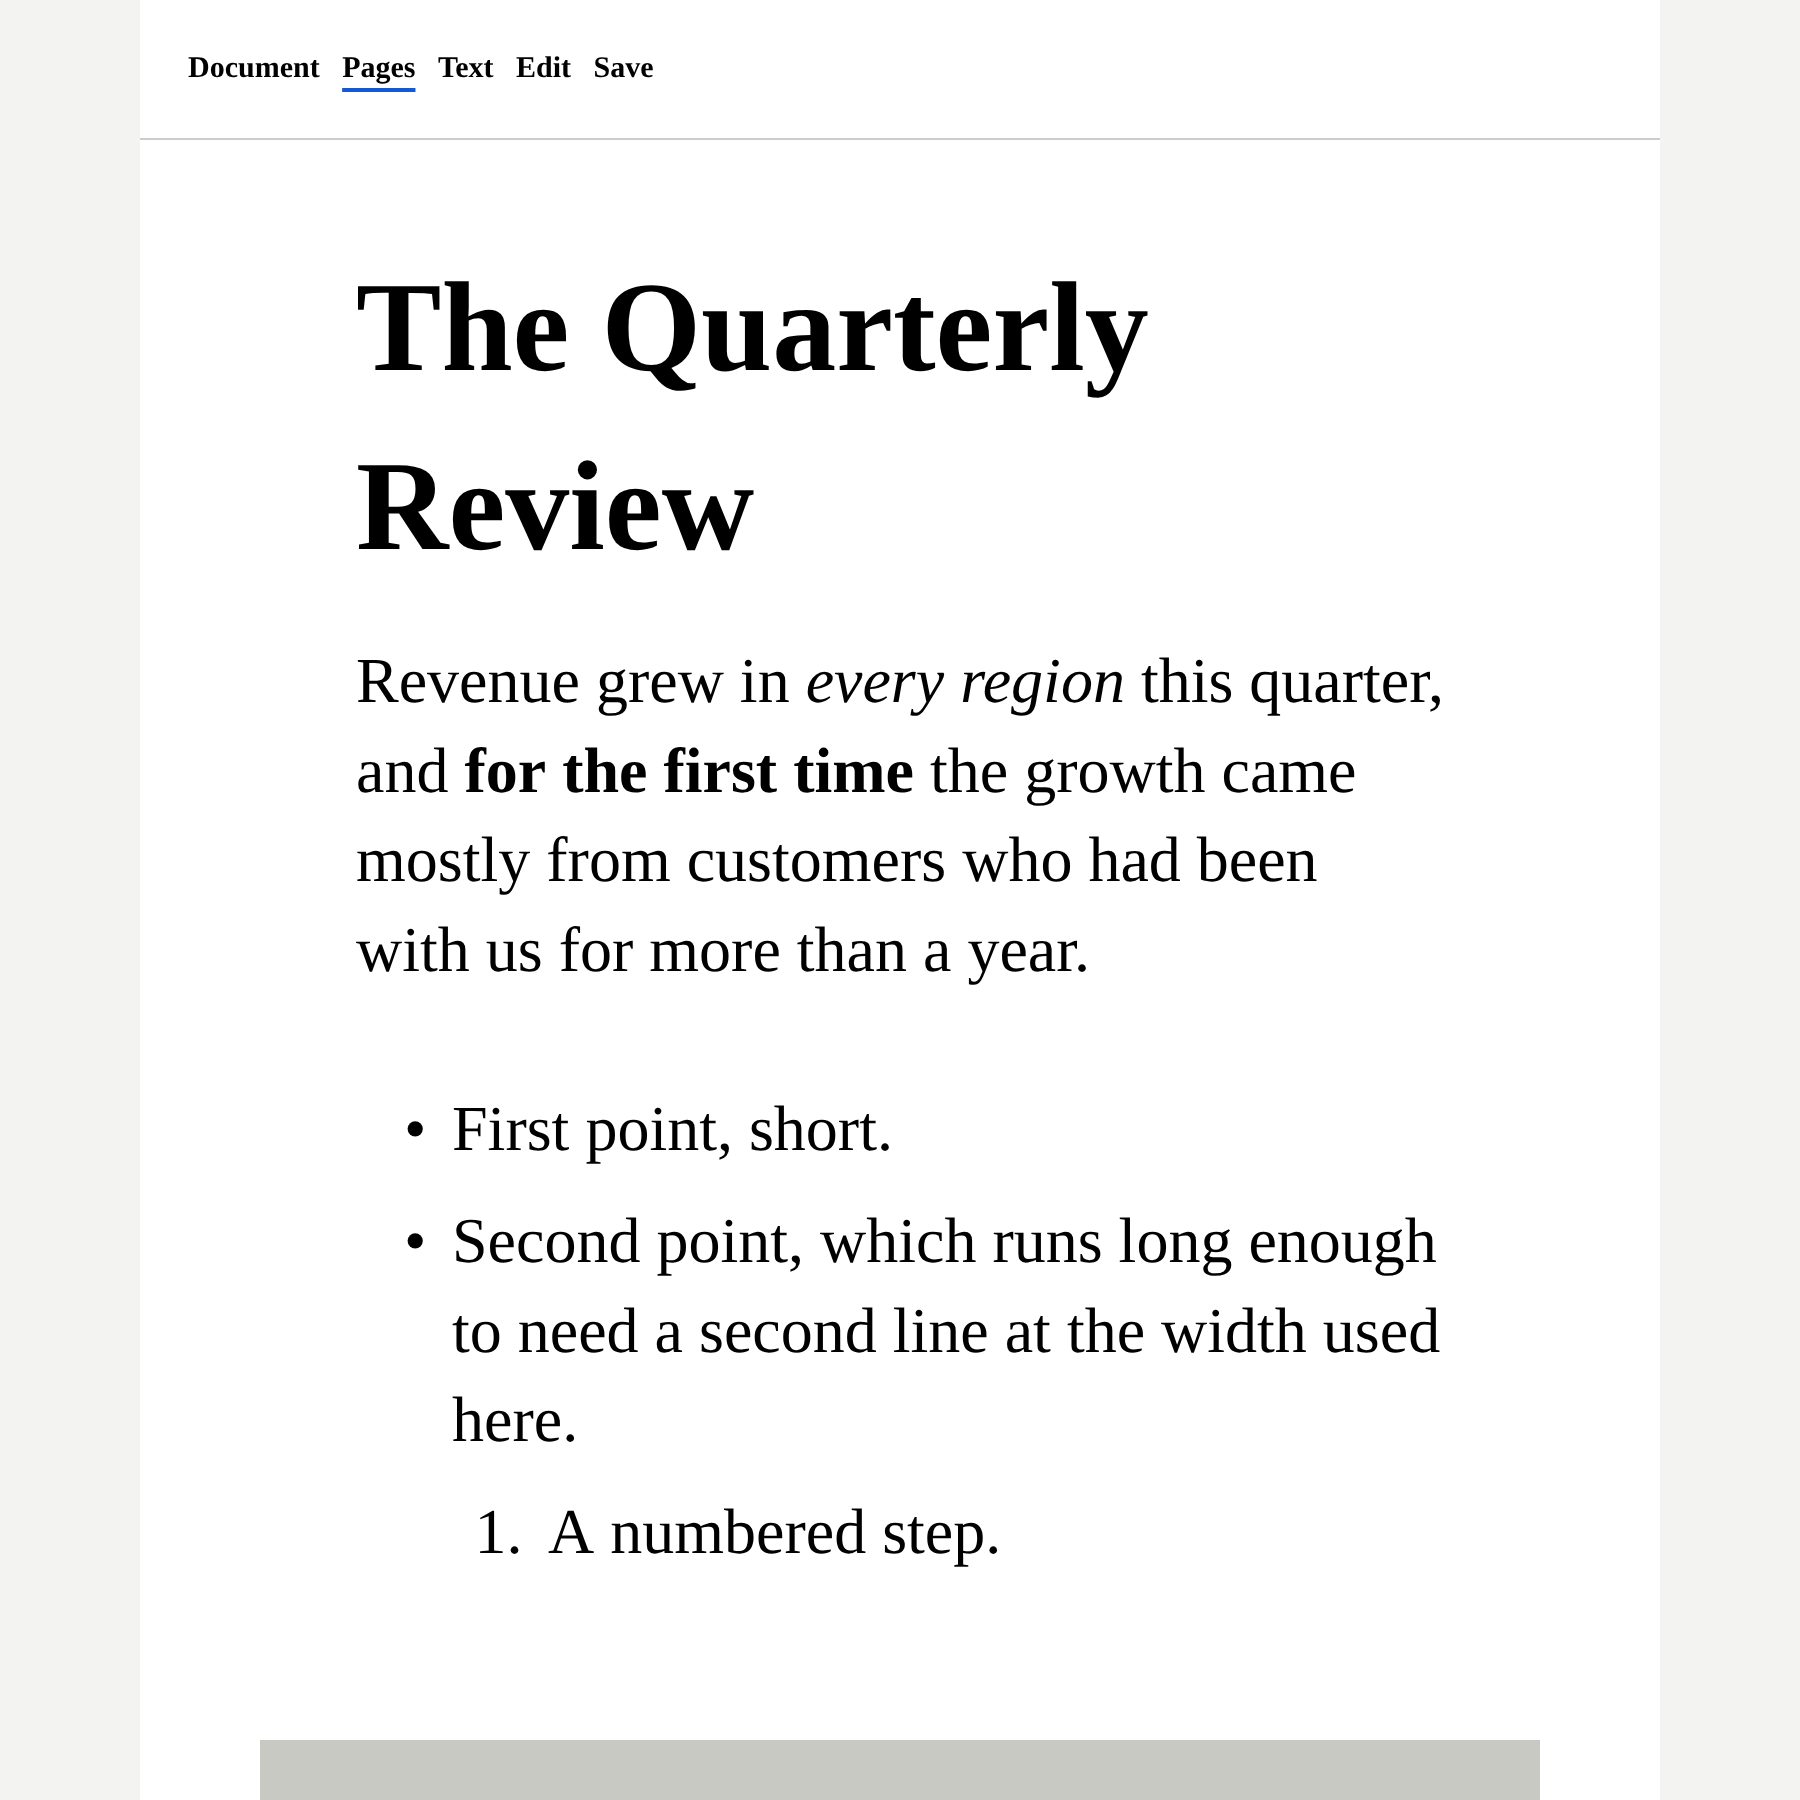 Document Pages Text Edit Save
The Quarterly
Review
Revenue grew in every region this quarter,
and for the first time the growth came
mostly from customers who had been
with us for more than a year.
• First point, short.
• Second point, which runs long enough
to need a second line at the width used
here.
1. A numbered step.